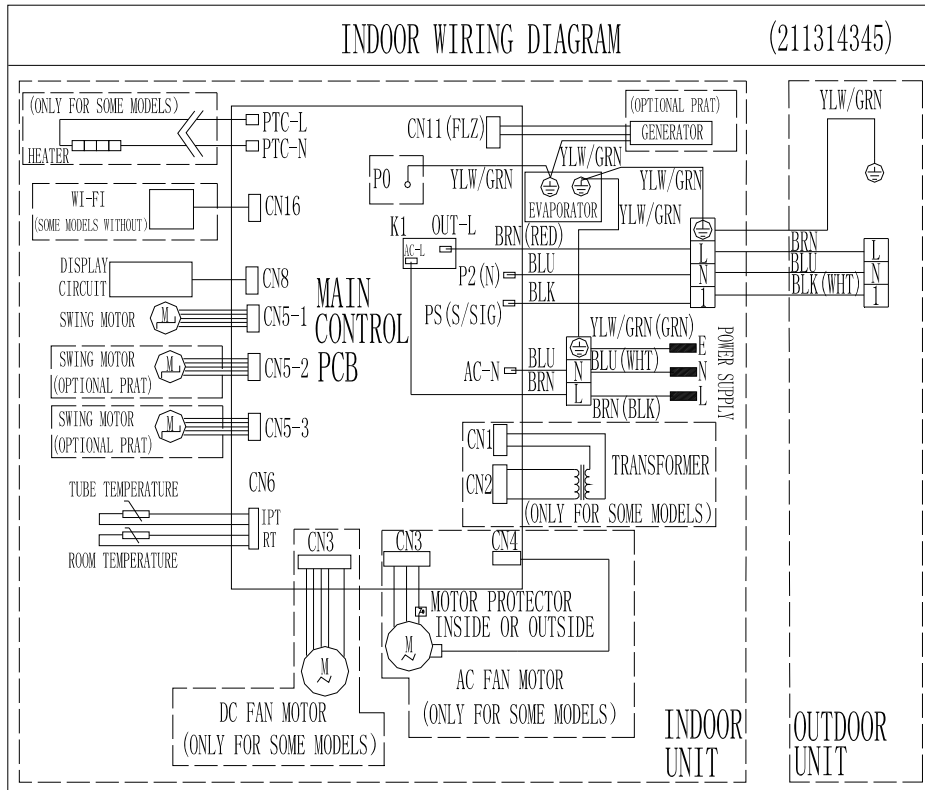 INDOOR WIRING DIAGRAM
(211314345)
(ONLY FOR SOME MODELS)
HEATER
PTC-L
PTC-N
WI-FI
(SOME MODELS WITHOUT)
CN16
DISPLAY
CIRCUIT
CN8
SWING MOTOR
M
CN5-1
SWING MOTOR
(OPTIONAL PRAT)
M
CN5-2
SWING MOTOR
(OPTIONAL PRAT)
M
CN5-3
MAIN
CONTROL
PCB
CN6
TUBE TEMPERATURE
IPT
RT
ROOM TEMPERATURE
CN11(FLZ)
(OPTIONAL PRAT)
GENERATOR
YLW/GRN
P0
YLW/GRN
YLW/GRN
EVAPORATOR
YLW/GRN
K1
OUT-L
AC-L
BRN(RED)
L
P2(N)
BLU
N
PS(S/SIG)
BLK
1
YLW/GRN(GRN)
E
AC-N
BLU
N
BLU(WHT)
N
BRN
L
BRN(BLK)
L
POWER SUPPLY
CN1
CN2
TRANSFORMER
(ONLY FOR SOME MODELS)
CN3
M
DC FAN MOTOR
(ONLY FOR SOME MODELS)
CN3
CN4
MOTOR PROTECTOR
INSIDE OR OUTSIDE
M
AC FAN MOTOR
(ONLY FOR SOME MODELS)
INDOOR
UNIT
YLW/GRN
BRN
L
BLU
N
BLK(WHT)
1
OUTDOOR
UNIT